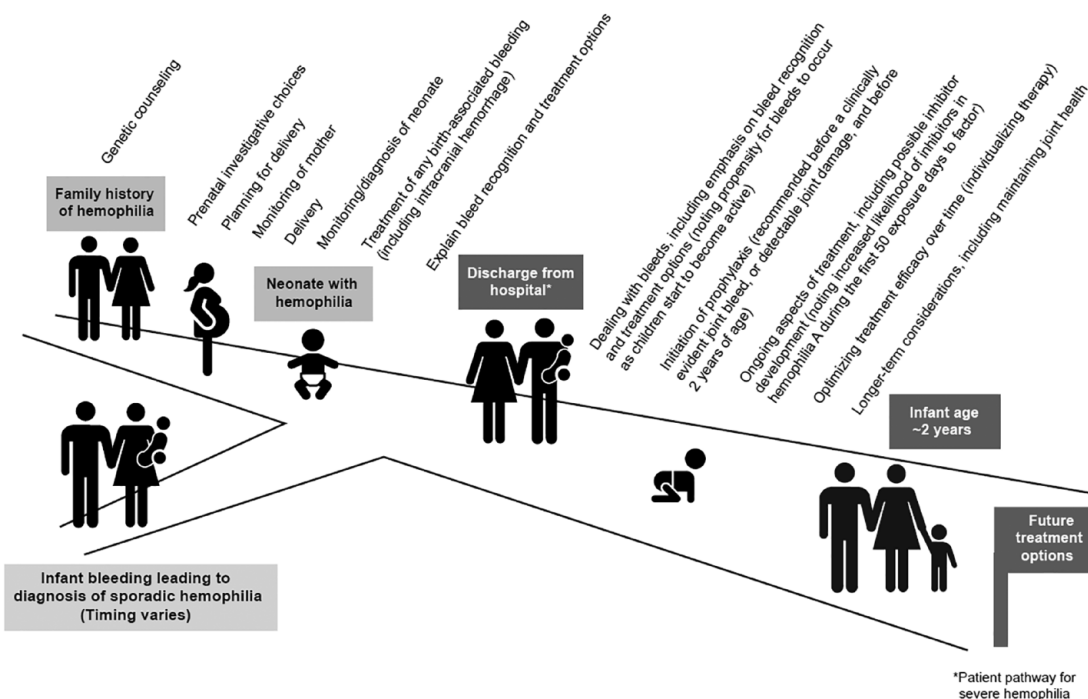 Genetic counseling
Family history
of hemophilia
Prenatal investigative choices
Planning for delivery
Monitoring of mother
Delivery
Monitoring/diagnosis of neonate
Treatment of any birth-associated bleeding
(including intracranial hemorrhage)
Explain bleed recognition and treatment options
Neonate with
hemophilia
Discharge from
hospital*
Dealing with bleeds, including emphasis on bleed recognition
and treatment options (noting propensity for bleeds to occur
as children start to become active)
Initiation of prophylaxis (recommended before a clinically
evident joint bleed, or detectable joint damage, and before
2 years of age)
Ongoing aspects of treatment, including possible inhibitor
development (noting increased likelihood of inhibitors in
hemophilia A during the first 50 exposure days to factor)
Optimizing treatment efficacy over time (individualizing therapy)
Longer-term considerations, including maintaining joint health
Infant age
~2 years
Future
treatment
options
Infant bleeding leading to
diagnosis of sporadic hemophilia
(Timing varies)
*Patient pathway for
severe hemophilia